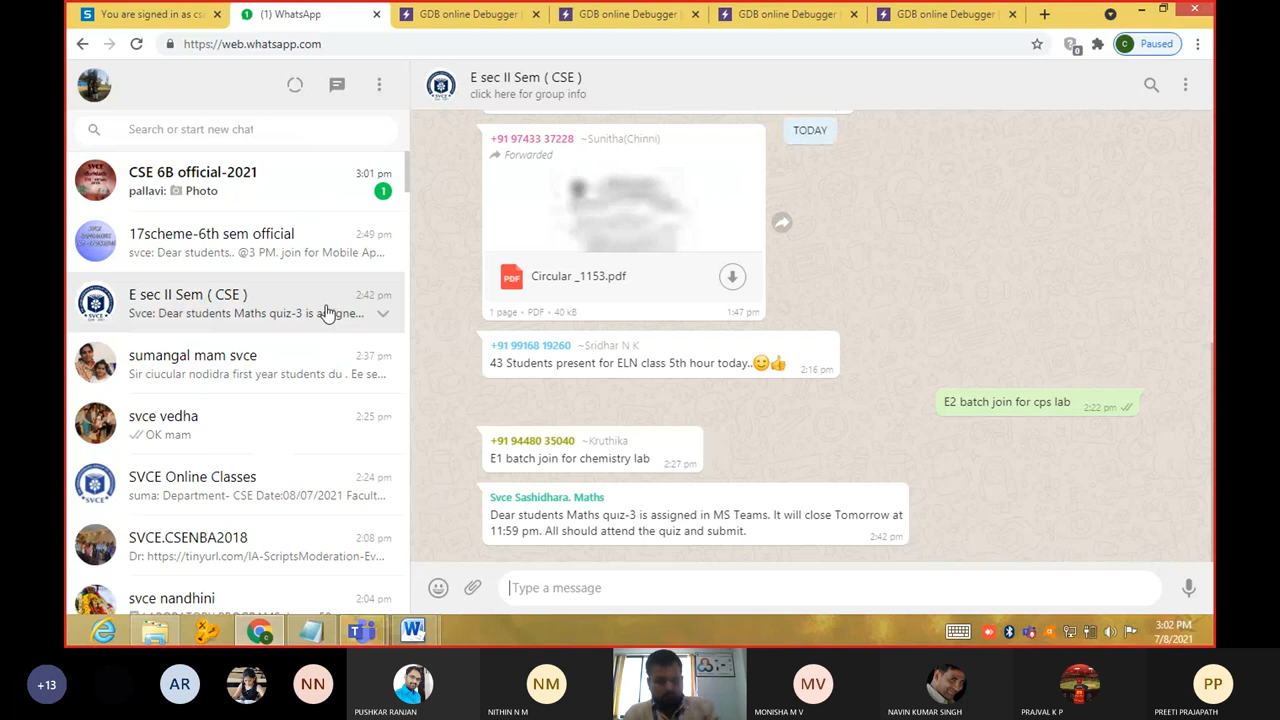 You are signed in as cs
(1) WhatsApp
GDB online Debugger
GDB online Debugger
GDB online Debugger
GDB online Debugger
https://web.whatsapp.com
C
Paused
0
E sec II Sem ( CSE )
click here for group info
Search or start new chat
CSE 6B official-2021
3:01 pm
pallavi: Photo
1
17scheme-6th sem official
2:49 pm
svce: Dear students.. @3 PM. join for Mobile Ap...
E sec II Sem ( CSE )
2:42 pm
Svce: Dear students Maths quiz-3 is assigne...
sumangal mam svce
2:37 pm
Sir ciucular nodidra first year students du . Ee se...
svce vedha
2:25 pm
OK mam
SVCE Online Classes
2:24 pm
suma: Department- CSE Date:08/07/2021 Facult...
SVCE.CSENBA2018
2:08 pm
Dr: https://tinyurl.com/IA-ScriptsModeration-Ev...
svce nandhini
2:04 pm
TODAY
+91 97433 37228 ~Sunitha(Chinni)
Forwarded
PDF
Circular _1153.pdf
1 page • PDF • 40 kB
1:47 pm
+91 99168 19260 ~Sridhar N K
43 Students present for ELN class 5th hour today..😊👍
2:16 pm
E2 batch join for cps lab
2:22 pm
+91 94480 35040 ~Kruthika
E1 batch join for chemistry lab
2:27 pm
Svce Sashidhara. Maths
Dear students Maths quiz-3 is assigned in MS Teams. It will close Tomorrow at
11:59 pm. All should attend the quiz and submit.
2:42 pm
Type a message
3:02 PM
7/8/2021
+13
AR
NN
PUSHKAR RANJAN
NM
NITHIN N M
MV
MONISHA M V
NAVIN KUMAR SINGH
PRAJVAL K P
PP
PREETI PRAJAPATH